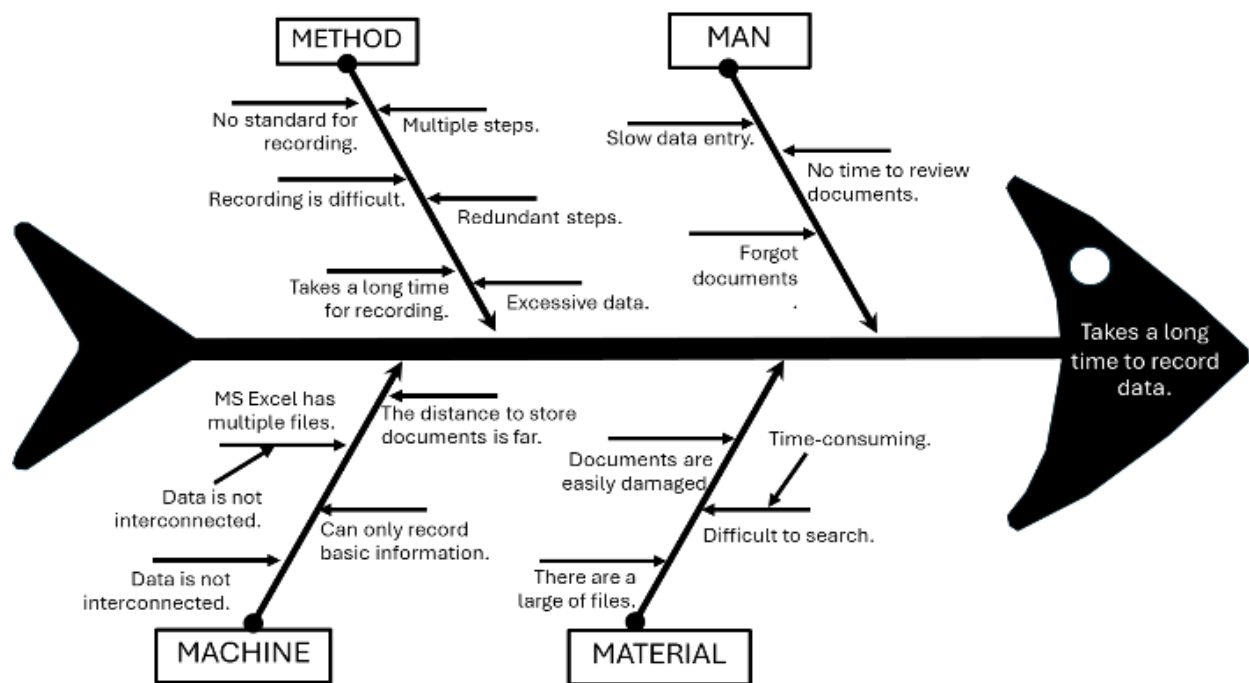 METHOD
MAN
No standard for
recording.
Multiple steps.
Recording is difficult.
Redundant steps.
Takes a long time
for recording.
Excessive data.
Slow data entry.
No time to review
documents.
Forgot
documents
.
Takes a long
time to record
data.
MS Excel has
multiple files.
The distance to store
documents is far.
Data is not
interconnected.
Can only record
basic information.
Data is not
interconnected.
Documents are
easily damaged
Time-consuming.
Difficult to search.
There are a
large of files.
MACHINE
MATERIAL